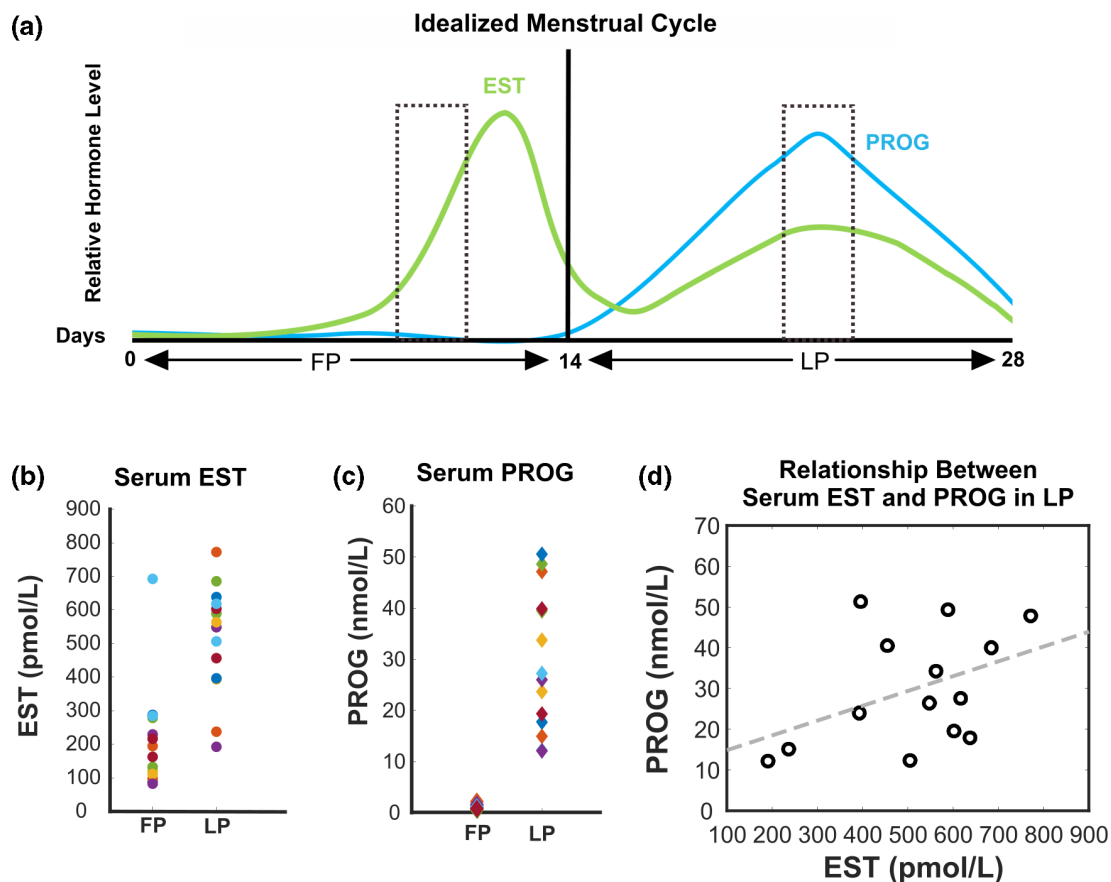 (a)
Idealized Menstrual Cycle
Relative Hormone Level
EST
PROG
Days
0
FP
14
LP
28
(b)
Serum EST
EST (pmol/L)
900
800
700
600
500
400
300
200
100
0
FP
LP
(c)
Serum PROG
PROG (nmol/L)
60
50
40
30
20
10
0
FP
LP
(d)
Relationship Between
Serum EST and PROG in LP
PROG (nmol/L)
70
60
50
40
30
20
10
0
100 200 300 400 500 600 700 800 900
EST (pmol/L)